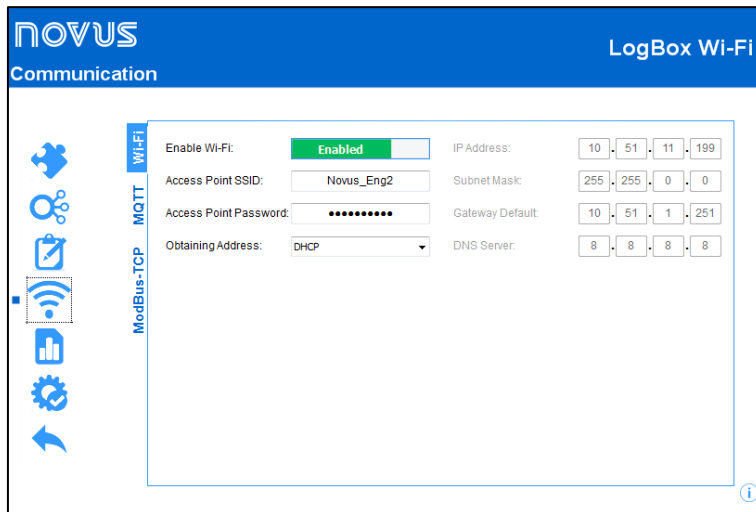 novus
LogBox Wi-Fi
Communication
Wi-Fi
MQTT
ModBus-TCP
Enable Wi-Fi: Enabled
Access Point SSID: Novus_Eng2
Access Point Password: ●●●●●●●●●●
Obtaining Address: DHCP
IP Address: 10 . 51 . 11 . 199
Subnet Mask: 255 . 255 . 0 . 0
Gateway Default: 10 . 51 . 1 . 251
DNS Server: 8 . 8 . 8 . 8
i